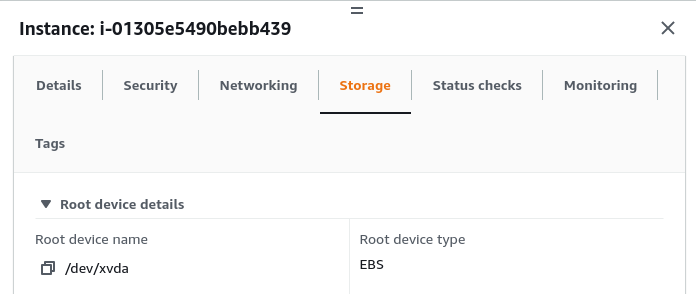 Instance: i-01305e5490bebb439
Details Security Networking Storage Status checks Monitoring
Tags
Root device details
Root device name Root device type
/dev/xvda EBS